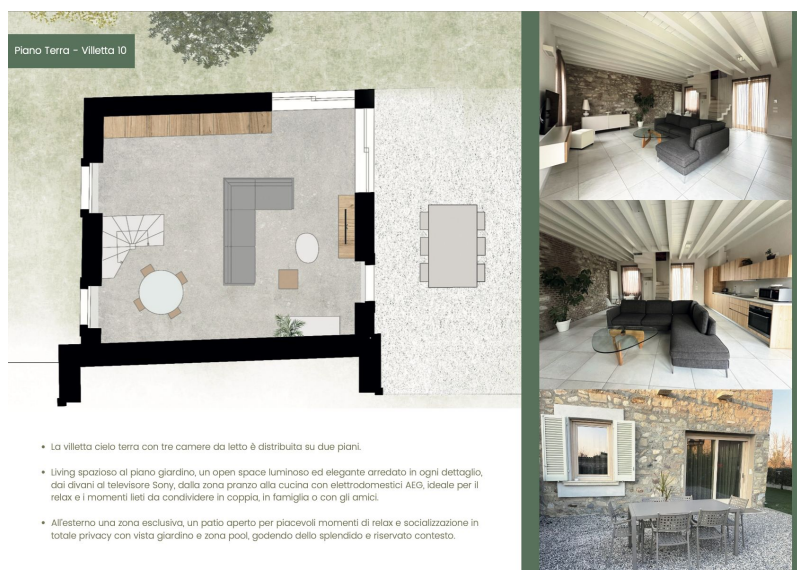 Piano Terra - Villetta 10
• La villetta cielo terra con tre camere da letto è distribuita su due piani.
• Living spazioso al piano giardino, un open space luminoso ed elegante arredato in ogni dettaglio,
dai divani al televisore Sony, dalla zona pranzo alla cucina con elettrodomestici AEG, ideale per il
relax e i momenti lieti da condividere in coppia, in famiglia o con gli amici.
• All'esterno una zona esclusiva, un patio aperto per piacevoli momenti di relax e socializzazione in
totale privacy con vista giardino e zona pool, godendo dello splendido e riservato contesto.